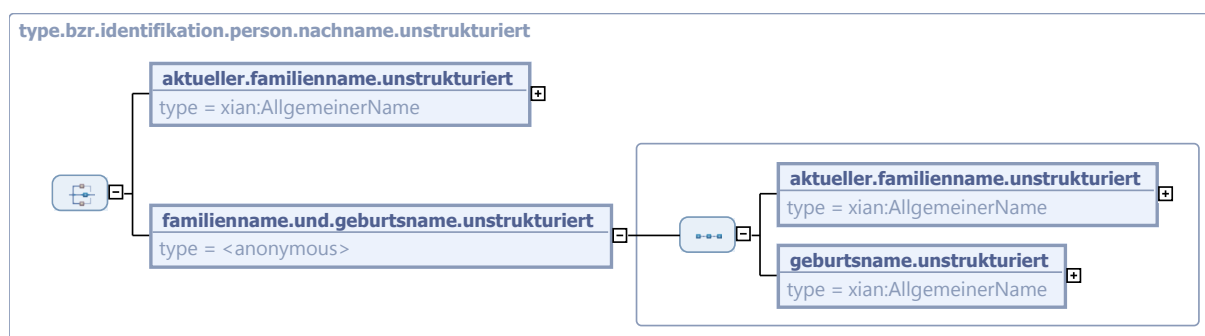 type.bzr.identifikation.person.nachname.unstrukturiert
aktueller.familienname.unstrukturiert
type = xian:AllgemeinerName
familienname.und.geburtsname.unstrukturiert
type = <anonymous>
aktueller.familienname.unstrukturiert
type = xian:AllgemeinerName
geburtsname.unstrukturiert
type = xian:AllgemeinerName